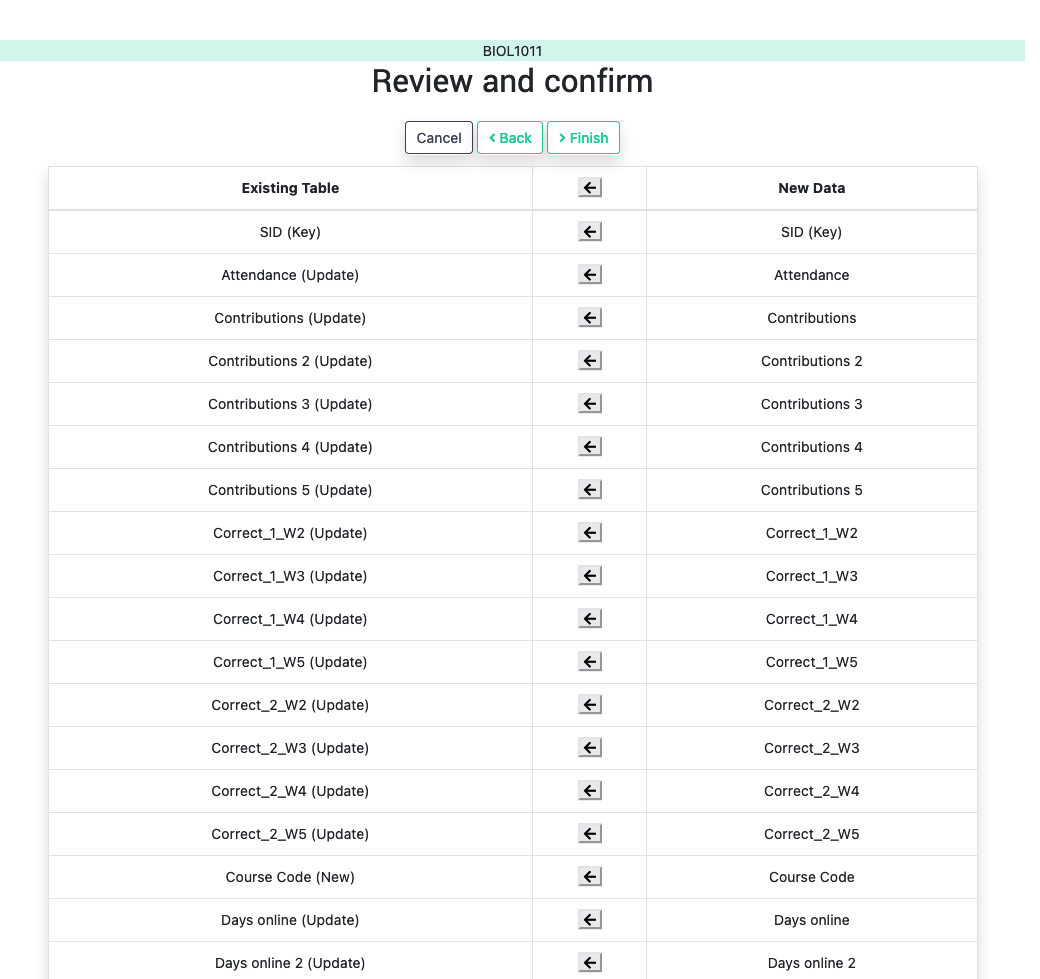 BIOL1011
Review and confirm
Cancel Back Finish
Existing Table New Data
SID (Key) SID (Key)
Attendance (Update) Attendance
Contributions (Update) Contributions
Contributions 2 (Update) Contributions 2
Contributions 3 (Update) Contributions 3
Contributions 4 (Update) Contributions 4
Contributions 5 (Update) Contributions 5
Correct_1_W2 (Update) Correct_1_W2
Correct_1_W3 (Update) Correct_1_W3
Correct_1_W4 (Update) Correct_1_W4
Correct_1_W5 (Update) Correct_1_W5
Correct_2_W2 (Update) Correct_2_W2
Correct_2_W3 (Update) Correct_2_W3
Correct_2_W4 (Update) Correct_2_W4
Correct_2_W5 (Update) Correct_2_W5
Course Code (New) Course Code
Days online (Update) Days online
Days online 2 (Update) Days online 2